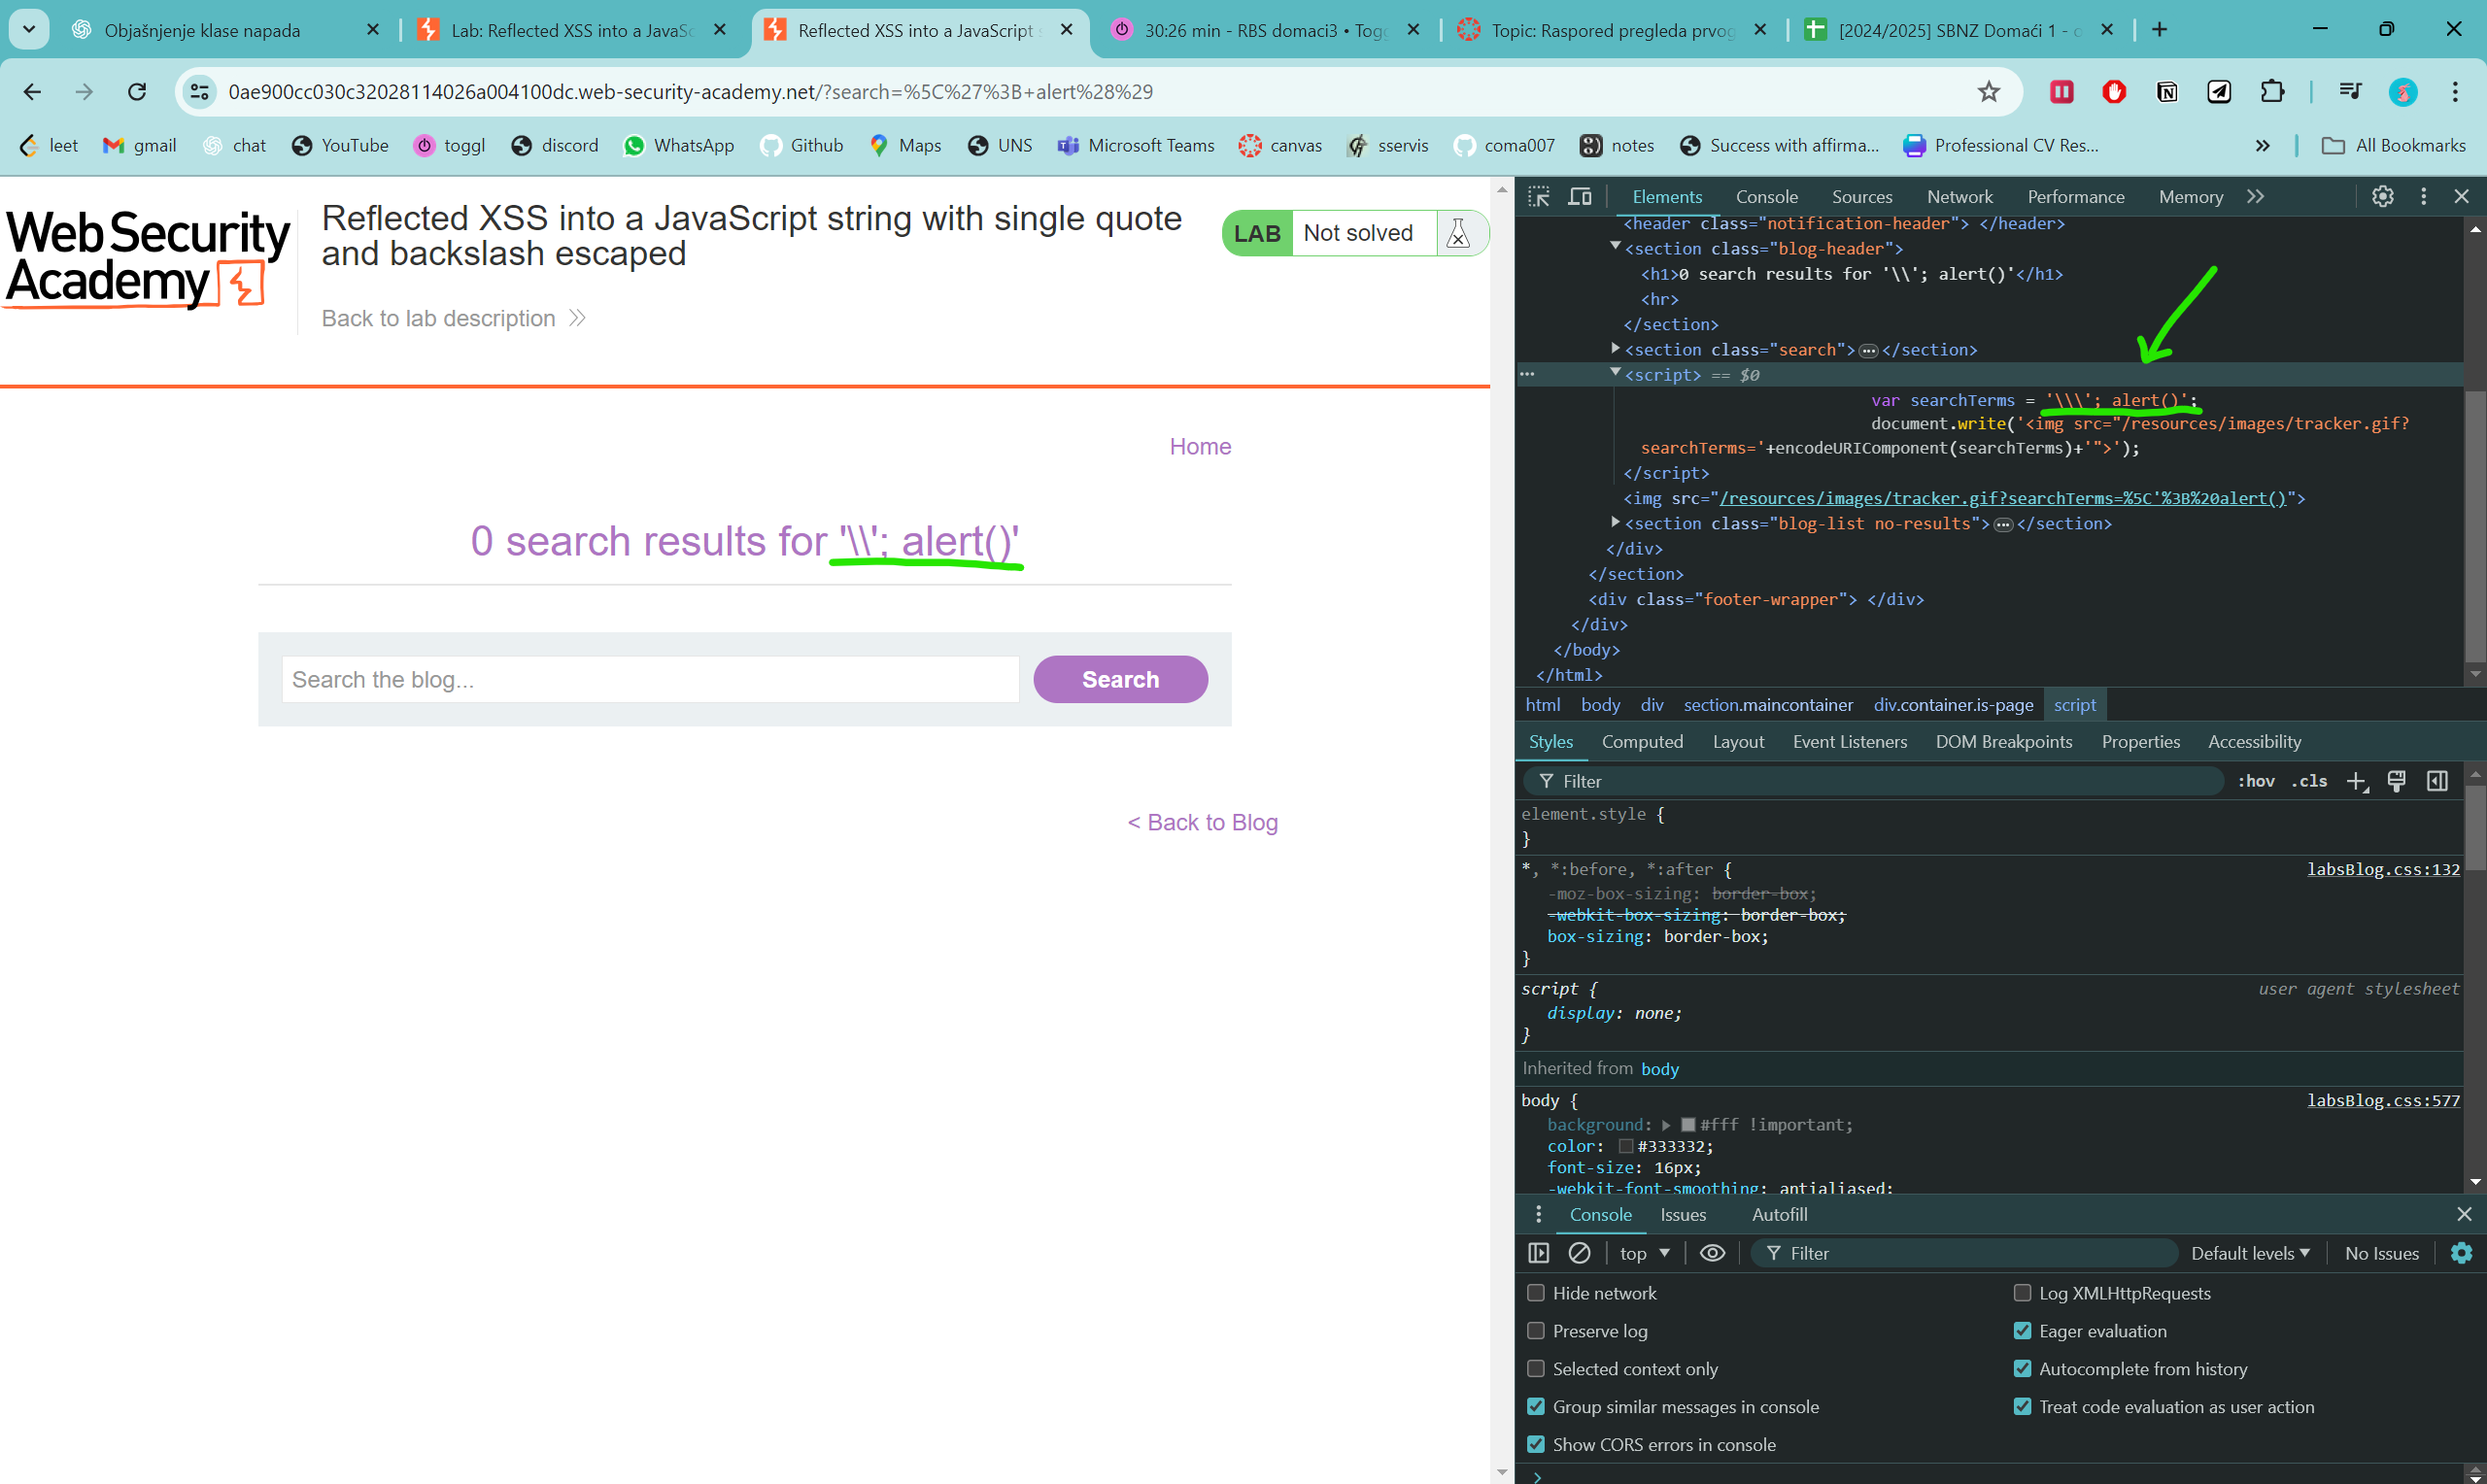 Objašnjenje klase napada
Lab: Reflected XSS into a JavaSc
Reflected XSS into a JavaScript s
30:26 min - RBS domaci3 • Togg
Topic: Raspored pregleda prvog
[2024/2025] SBNZ Domaći 1 - o
0ae900cc030c32028114026a004100dc.web-security-academy.net/?search=%5C%27%3B+alert%28%29
leet gmail chat YouTube toggl discord WhatsApp Github Maps UNS Microsoft Teams canvas sservis coma007 notes Success with affirma... Professional CV Res... » All Bookmarks
Web Security
Academy
Reflected XSS into a JavaScript string with single quote
and backslash escaped
Back to lab description
LAB Not solved
Home
0 search results for '\\'; alert()'
Search the blog...
Search
< Back to Blog
Elements Console Sources Network Performance Memory
<header class="notification-header"> </header>
<section class="blog-header">
<h1>0 search results for '\\'; alert()'</h1>
<hr>
</section>
<section class="search"> ••• </section>
<script> == $0
var searchTerms = '\\\'; alert()';
document.write('<img src="/resources/images/tracker.gif?
searchTerms='+encodeURIComponent(searchTerms)+'">');
</script>
<img src="/resources/images/tracker.gif?searchTerms=%5C'%3B%20alert()">
<section class="blog-list no-results"> ••• </section>
</div>
</section>
<div class="footer-wrapper"> </div>
</div>
</body>
</html>
html body div section.maincontainer div.container.is-page script
Styles Computed Layout Event Listeners DOM Breakpoints Properties Accessibility
Filter
:hov .cls
element.style {
}
*, *:before, *:after {
labsBlog.css:132
-moz-box-sizing: border-box;
-webkit-box-sizing: border-box;
box-sizing: border-box;
}
script {
user agent stylesheet
display: none;
}
Inherited from body
body {
labsBlog.css:577
background: #fff !important;
color: #333332;
font-size: 16px;
-webkit-font-smoothing: antialiased;
Console Issues Autofill
top
Filter
Default levels
No Issues
Hide network
Log XMLHttpRequests
Preserve log
Eager evaluation
Selected context only
Autocomplete from history
Group similar messages in console
Treat code evaluation as user action
Show CORS errors in console